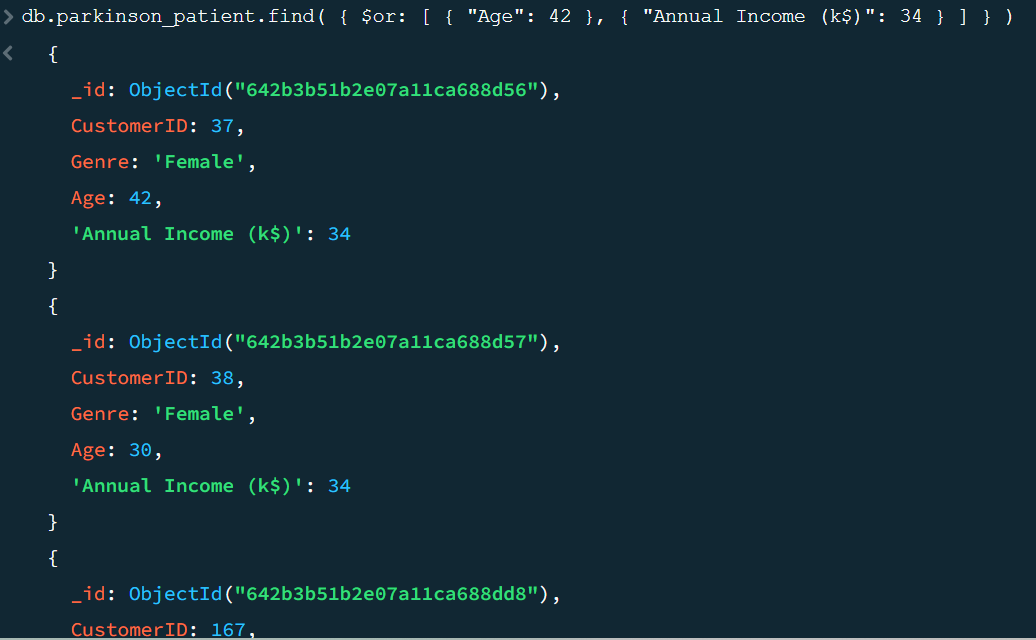 db.parkinson_patient.find( { $or: [ { "Age": 42 }, { "Annual Income (k$)": 34 } ] } )
{
_id: ObjectId("642b3b51b2e07a11ca688d56"),
CustomerID: 37,
Genre: 'Female',
Age: 42,
'Annual Income (k$)': 34
}
{
_id: ObjectId("642b3b51b2e07a11ca688d57"),
CustomerID: 38,
Genre: 'Female',
Age: 30,
'Annual Income (k$)': 34
}
{
_id: ObjectId("642b3b51b2e07a11ca688dd8"),
CustomerID: 167,